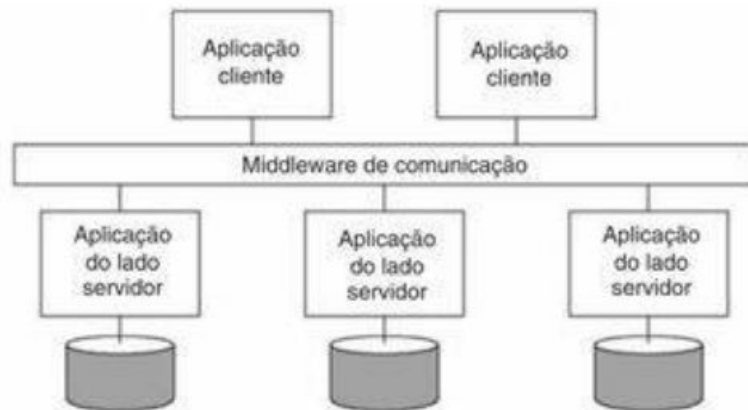 Aplicação
cliente
Aplicação
cliente
Middleware de comunicação
Aplicação
do lado
servidor
Aplicação
do lado
servidor
Aplicação
do lado
servidor